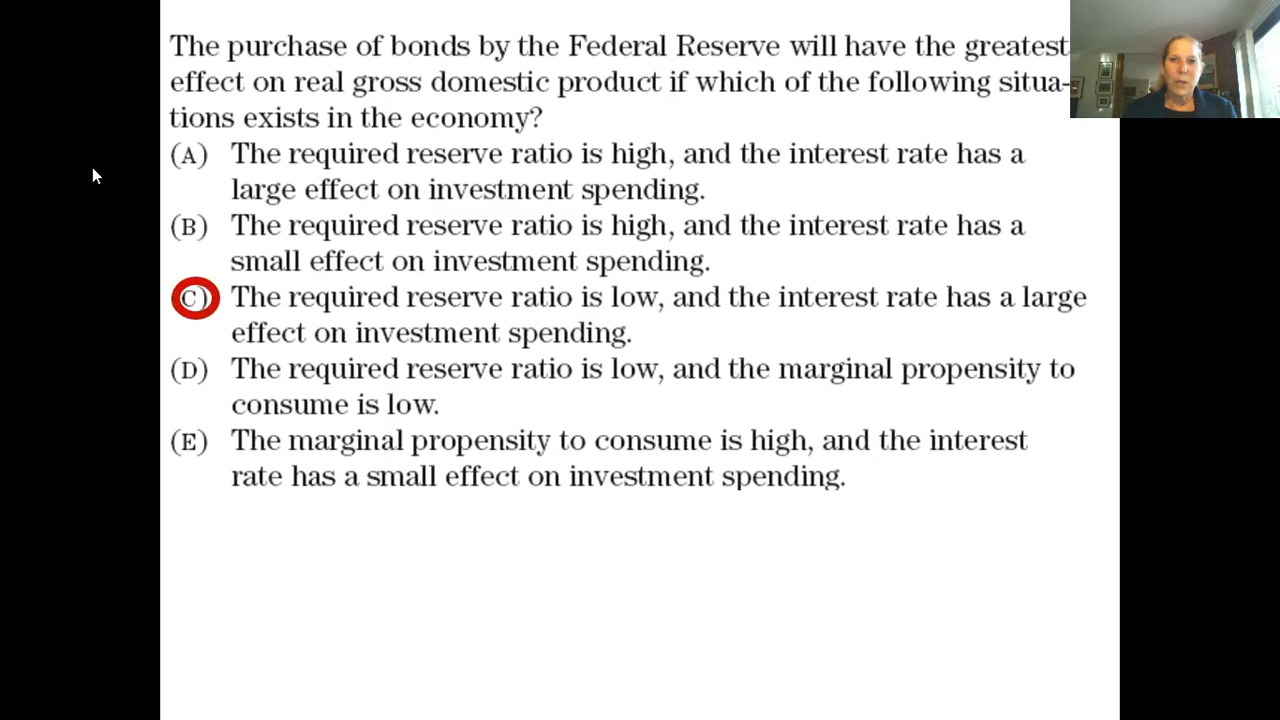 The purchase of bonds by the Federal Reserve will have the greatest
effect on real gross domestic product if which of the following situa-
tions exists in the economy?
(A) The required reserve ratio is high, and the interest rate has a
large effect on investment spending.
(B) The required reserve ratio is high, and the interest rate has a
small effect on investment spending.
(C) The required reserve ratio is low, and the interest rate has a large
effect on investment spending.
(D) The required reserve ratio is low, and the marginal propensity to
consume is low.
(E) The marginal propensity to consume is high, and the interest
rate has a small effect on investment spending.